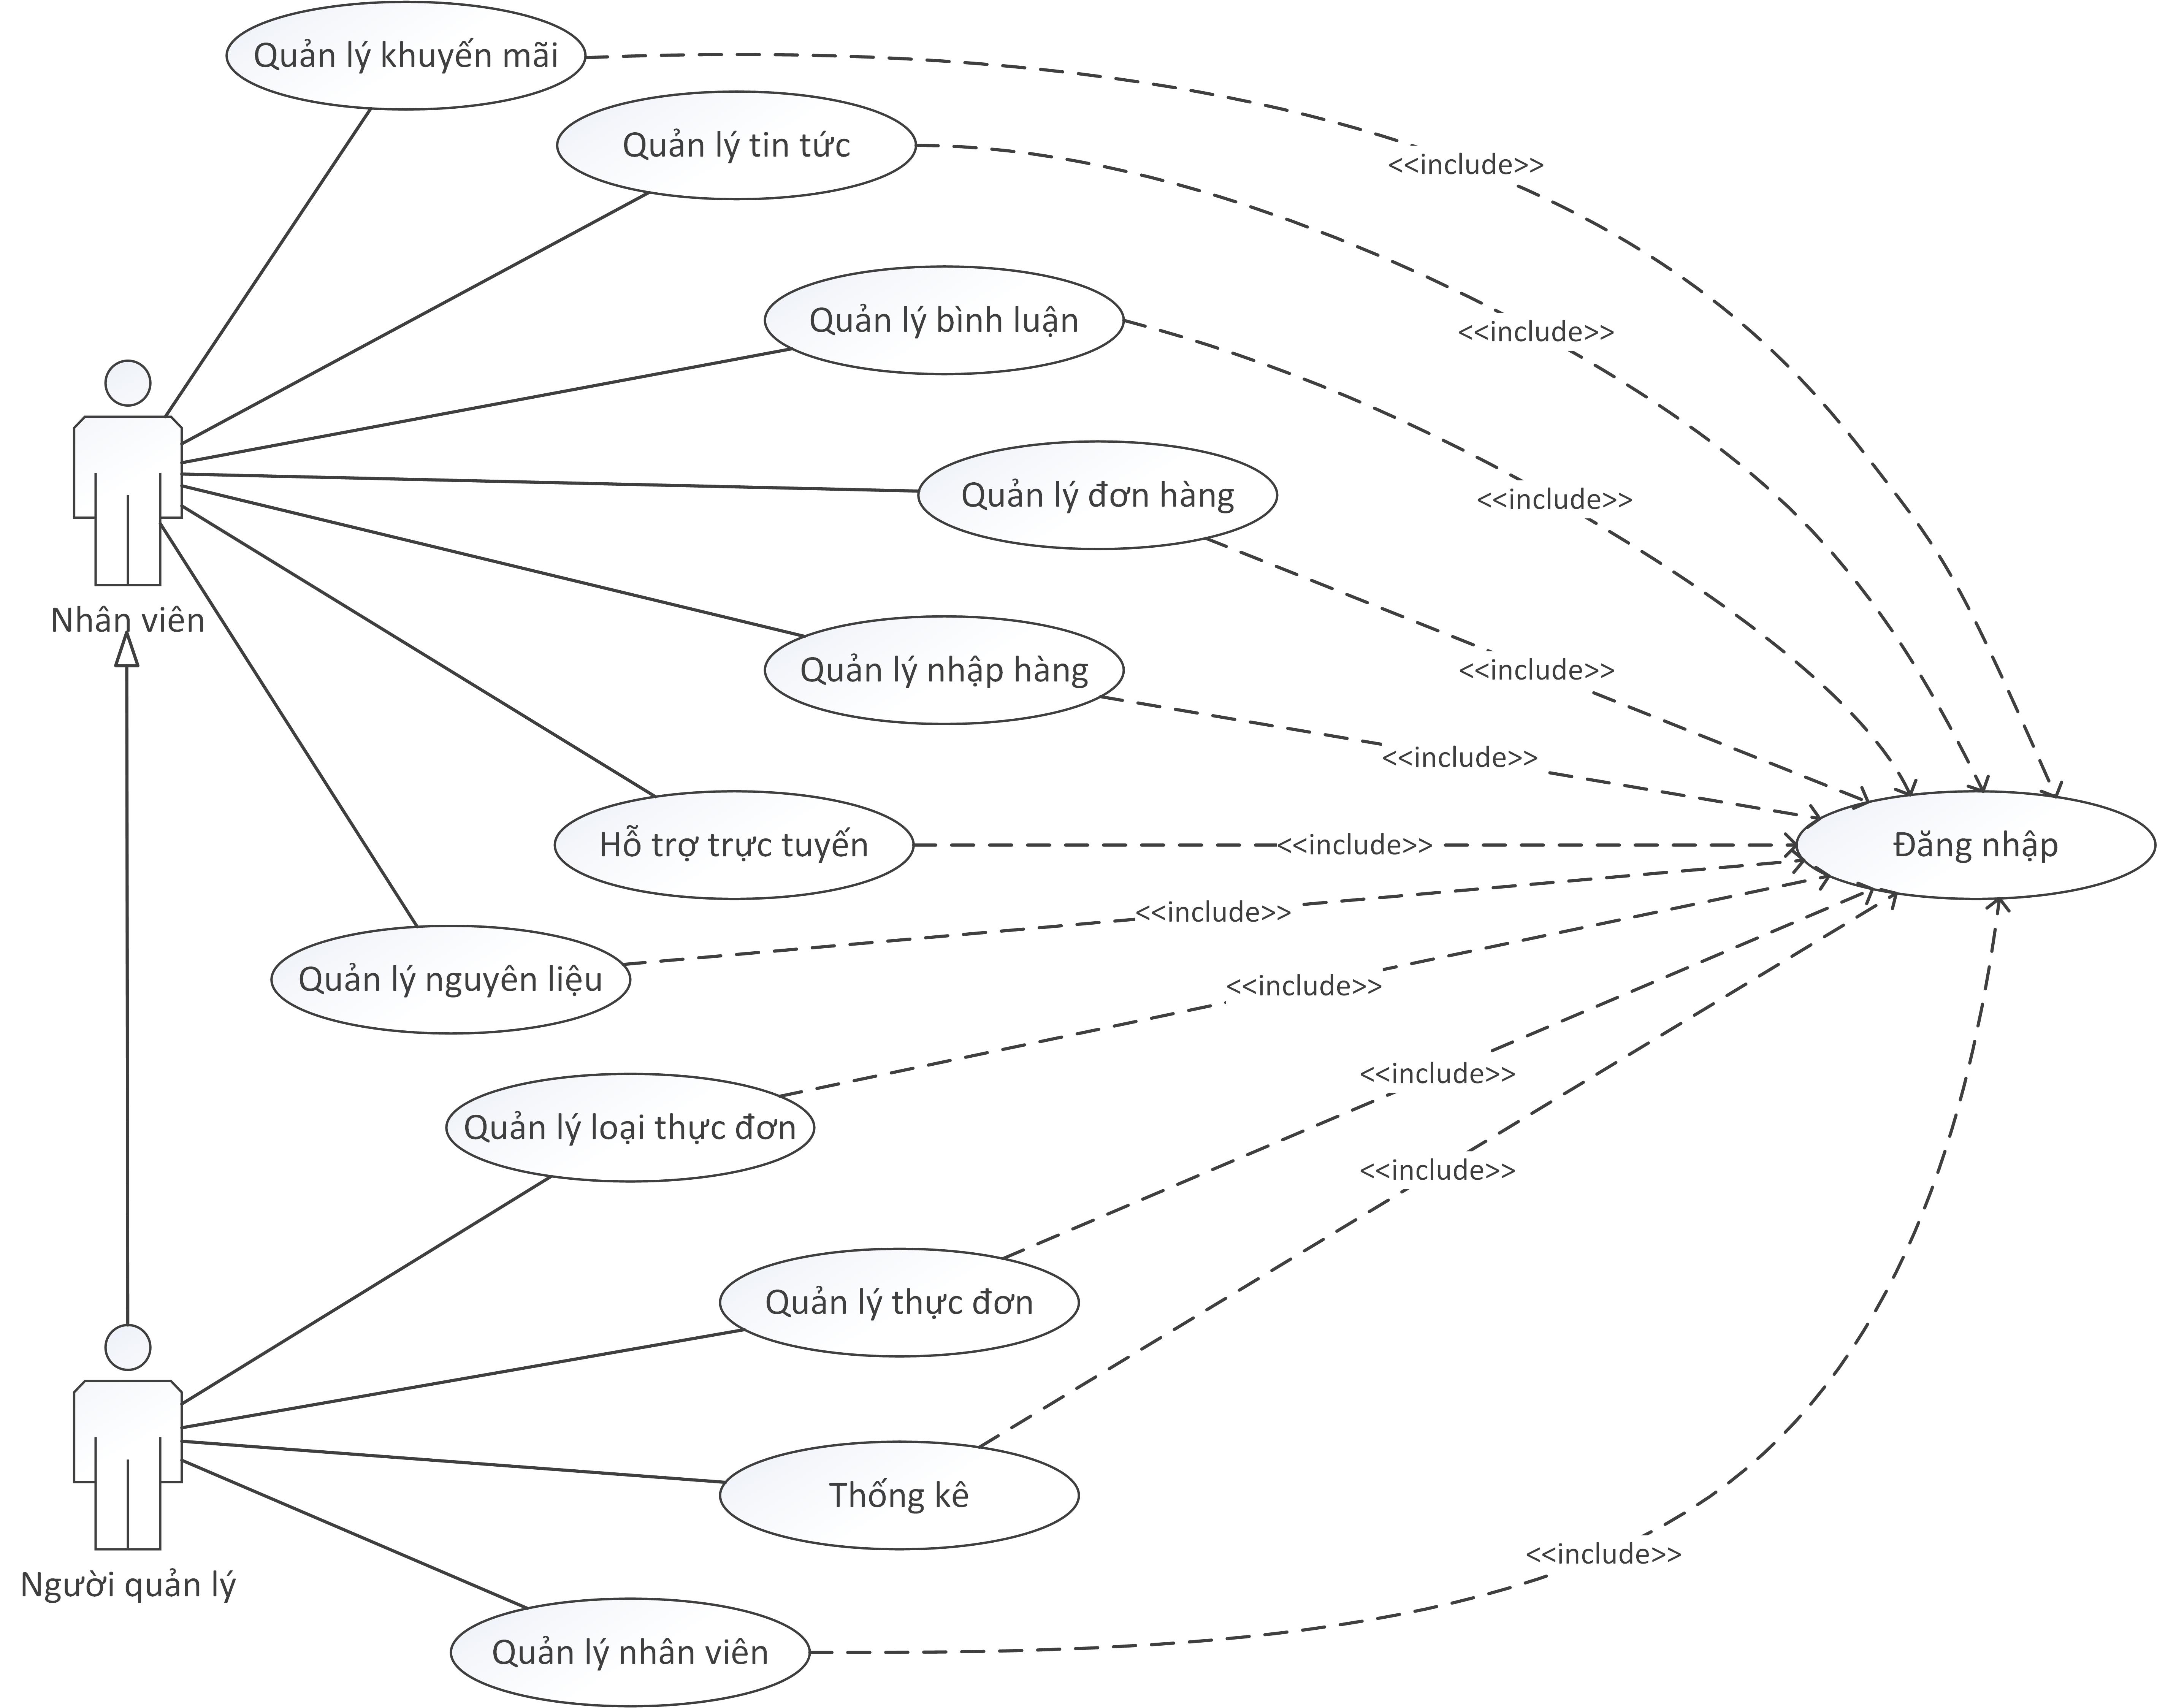 Quản lý khuyến mãi
Quản lý tin tức
<<include>>
Quản lý bình luận
<<include>>
Quản lý đơn hàng
<<include>>
Nhân viên
Quản lý nhập hàng
<<include>>
<<include>>
Hỗ trợ trực tuyến
<<include>>
Đăng nhập
<<include>>
Quản lý nguyên liệu
<<include>>
<<include>>
Quản lý loại thực đơn
<<include>>
Quản lý thực đơn
Thống kê
<<include>>
Người quản lý
Quản lý nhân viên